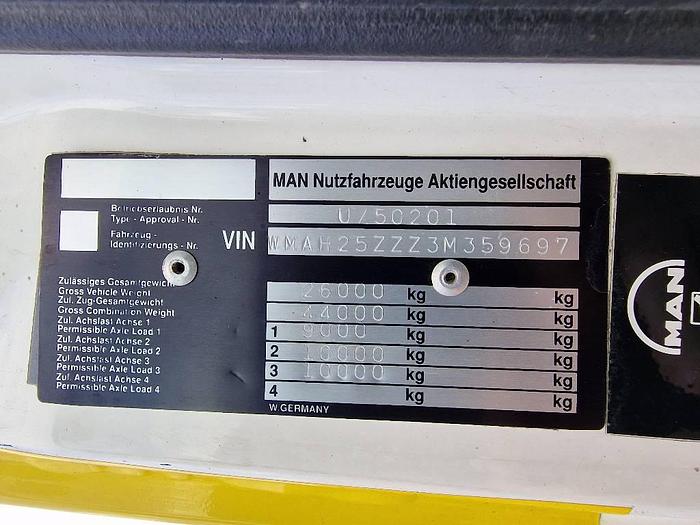 MAN Nutzfahrzeuge Aktiengesellschaft
Betriebserlaubnis Nr.
Type - Approval - Nr.
U750201
Fahrzeug -
Identifizierungs - Nr.
VIN WMAH25ZZZ3M359697
Zulässiges Gesamtgewicht
Gross Vehicle Weight
26000 kg kg
Zul. Zug-Gesamtgewicht
Gross Combination Weight
44000 kg kg
Zul. Achslast Achse 1
Permissible Axle Load 1
1 9000 kg kg
Zul. Achslast Achse 2
Permissible Axle Load 2
2 kg kg
Zul. Achslast Achse 3
Permissible Axle Load 3
3 10000 kg kg
Zul. Achslast Achse 4
Permissible Axle Load 4
4 kg kg
W.GERMANY
MAN